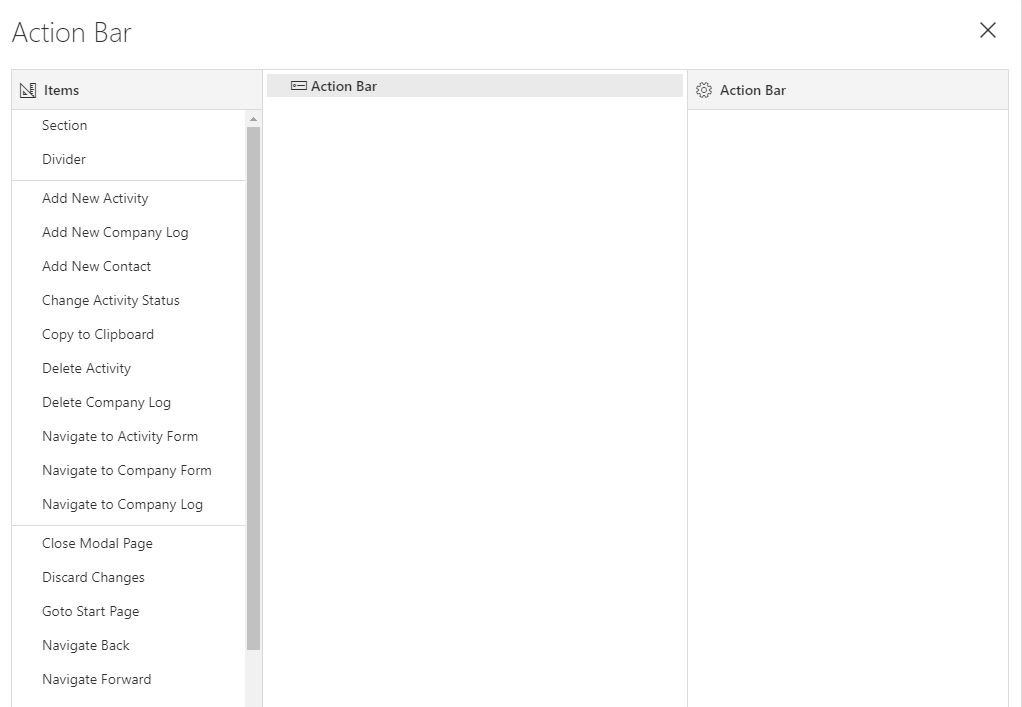 Action Bar
Items
Section
Divider
Add New Activity
Add New Company Log
Add New Contact
Change Activity Status
Copy to Clipboard
Delete Activity
Delete Company Log
Navigate to Activity Form
Navigate to Company Form
Navigate to Company Log
Close Modal Page
Discard Changes
Goto Start Page
Navigate Back
Navigate Forward
Action Bar
Action Bar